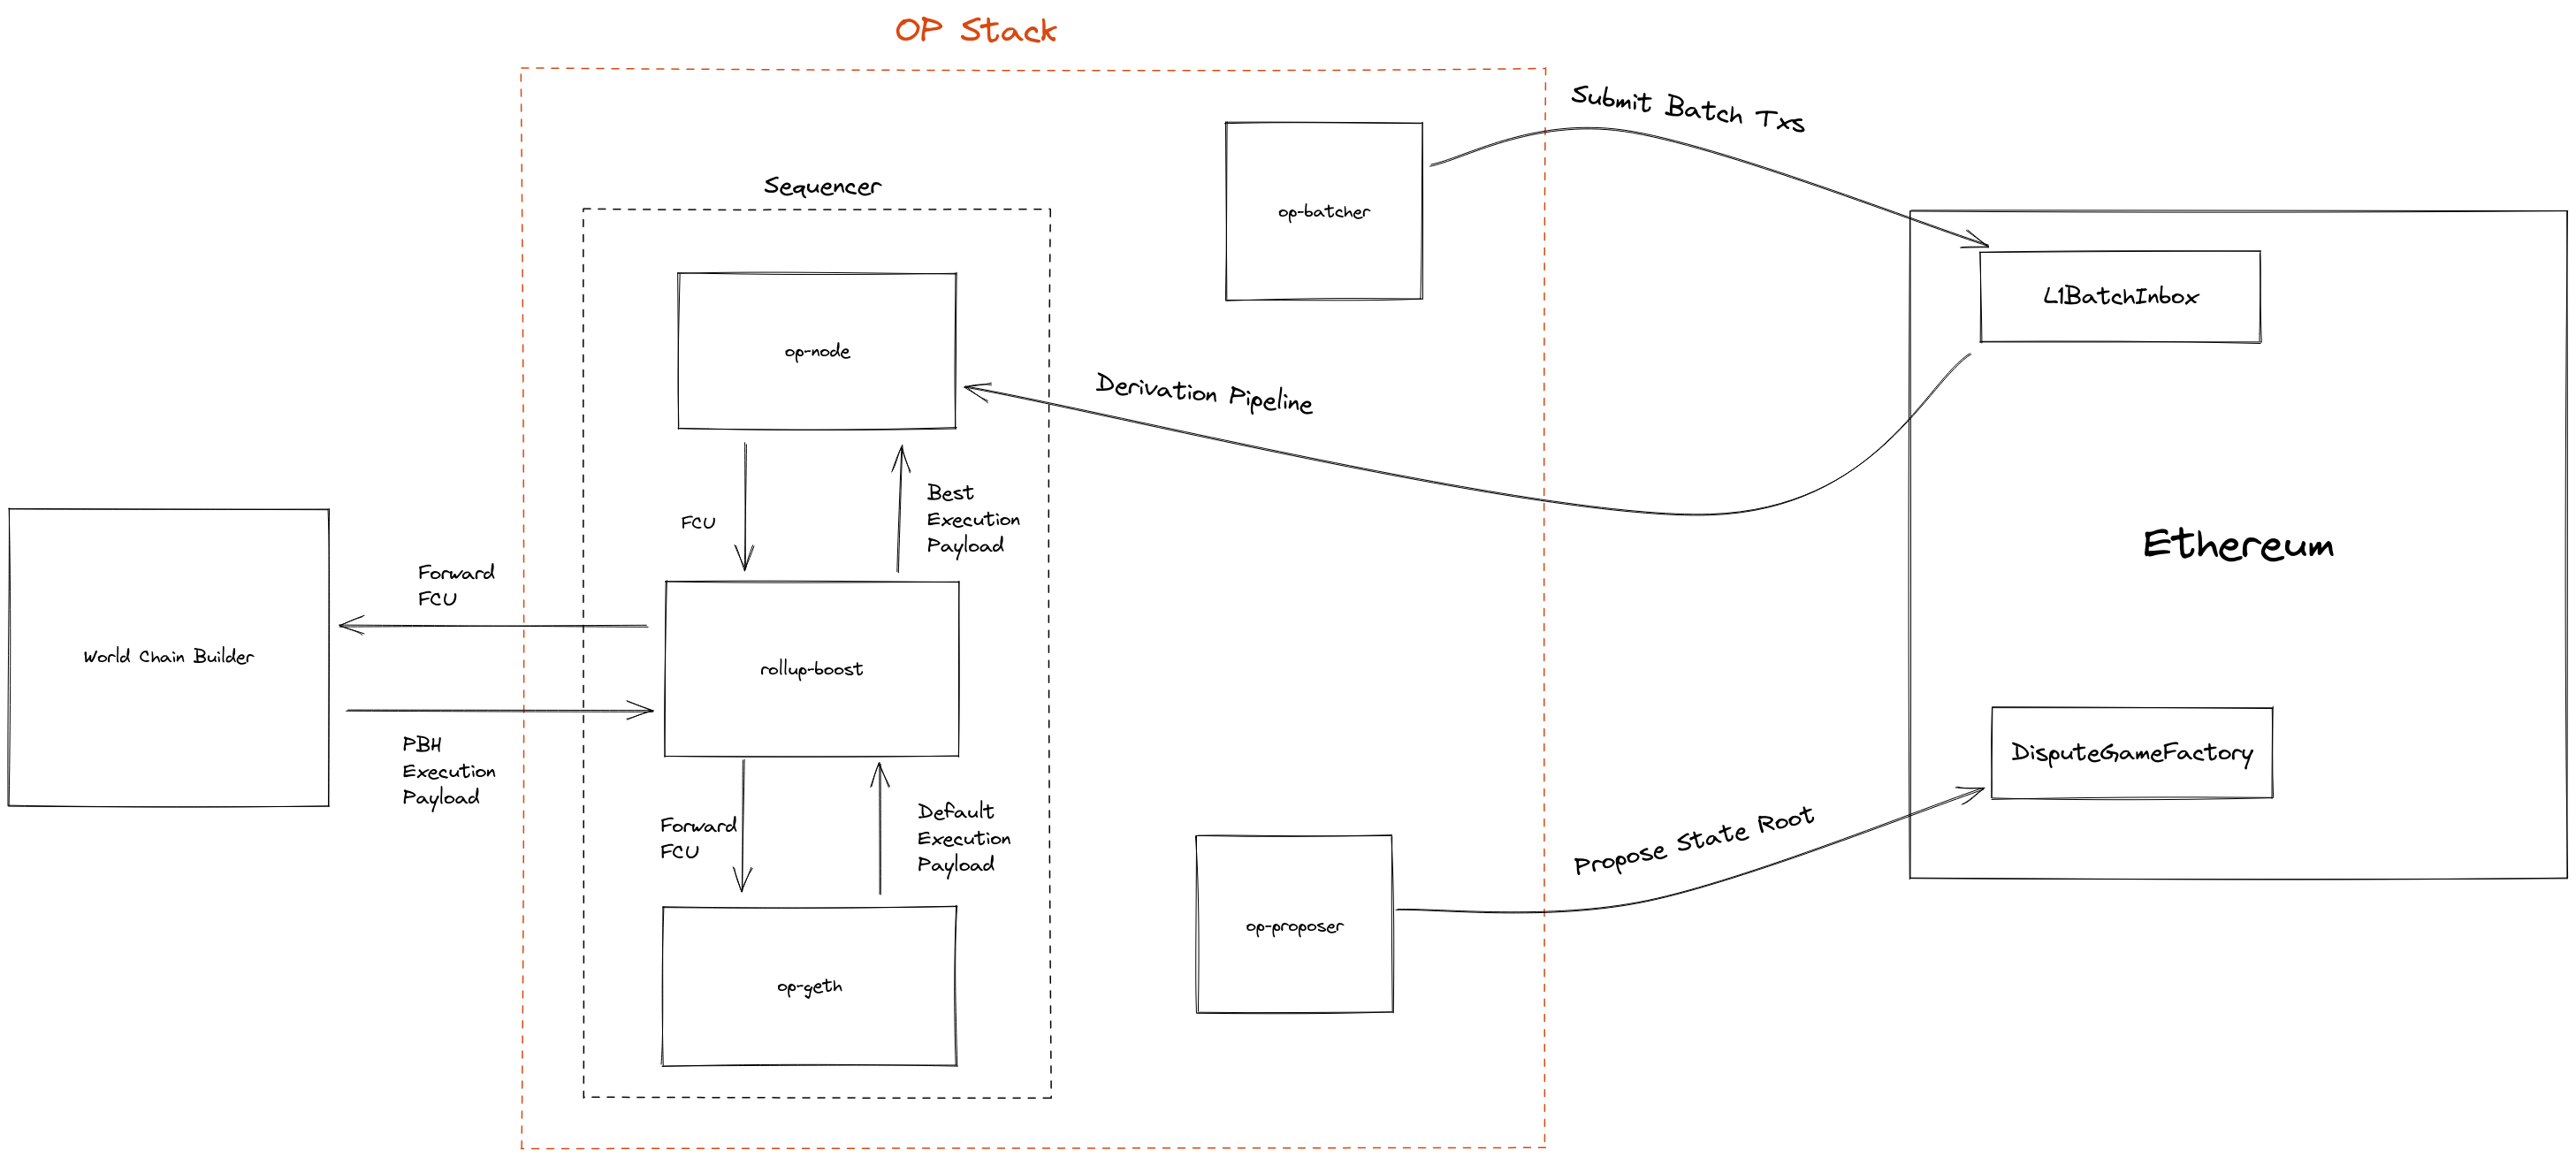 OP Stack
Submit Batch Txs
Sequencer
op-batcher
L1BatchInbox
op-node
Derivation Pipeline
FCU
Best
Execution
Payload
Ethereum
Forward
FCU
World Chain Builder
rollup-boost
PBH
Execution
Payload
DisputeGameFactory
Forward
FCU
Default
Execution
Payload
Propose State Root
op-proposer
op-geth